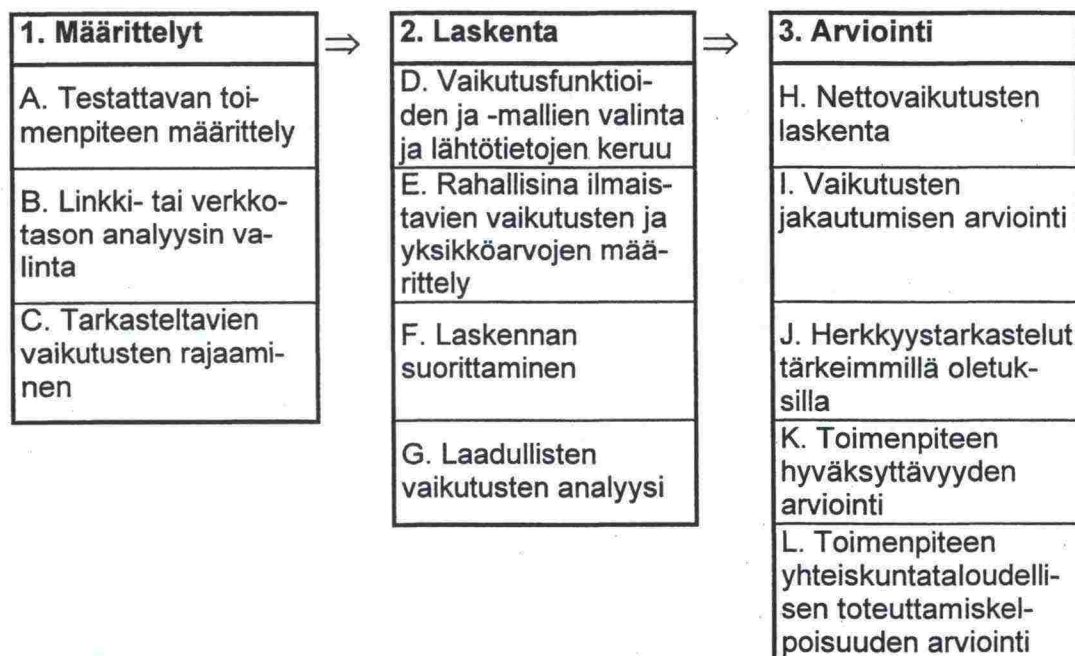 1. Määrittelyt
A. Testattavan toi-
menpiteen määrittely
B. Linkki- tai verkko-
tason analyysin va-
linta
C. Tarkasteltavien
vaikutusten rajaami-
nen
⇒
2. Laskenta
D. Vaikutusfunktioi-
den ja -mallien valinta
ja lähtötietojen keruu
E. Rahallisina ilmais-
tavien vaikutusten ja
yksikköarvojen mää-
rittely
F. Laskennan
suorittaminen
G. Laadullisten
vaikutusten analyysi
⇒
3. Arviointi
H. Nettovaikutusten
laskenta
I. Vaikutusten
jakautumisen arviointi
J. Herkkyystarkastelut
tärkeimmillä oletuk-
silla
K. Toimenpiteen
hyväksyttävyyden
arviointi
L. Toimenpiteen
yhteiskuntataloudelli-
sen toteuttamiskel-
poisuuden arviointi